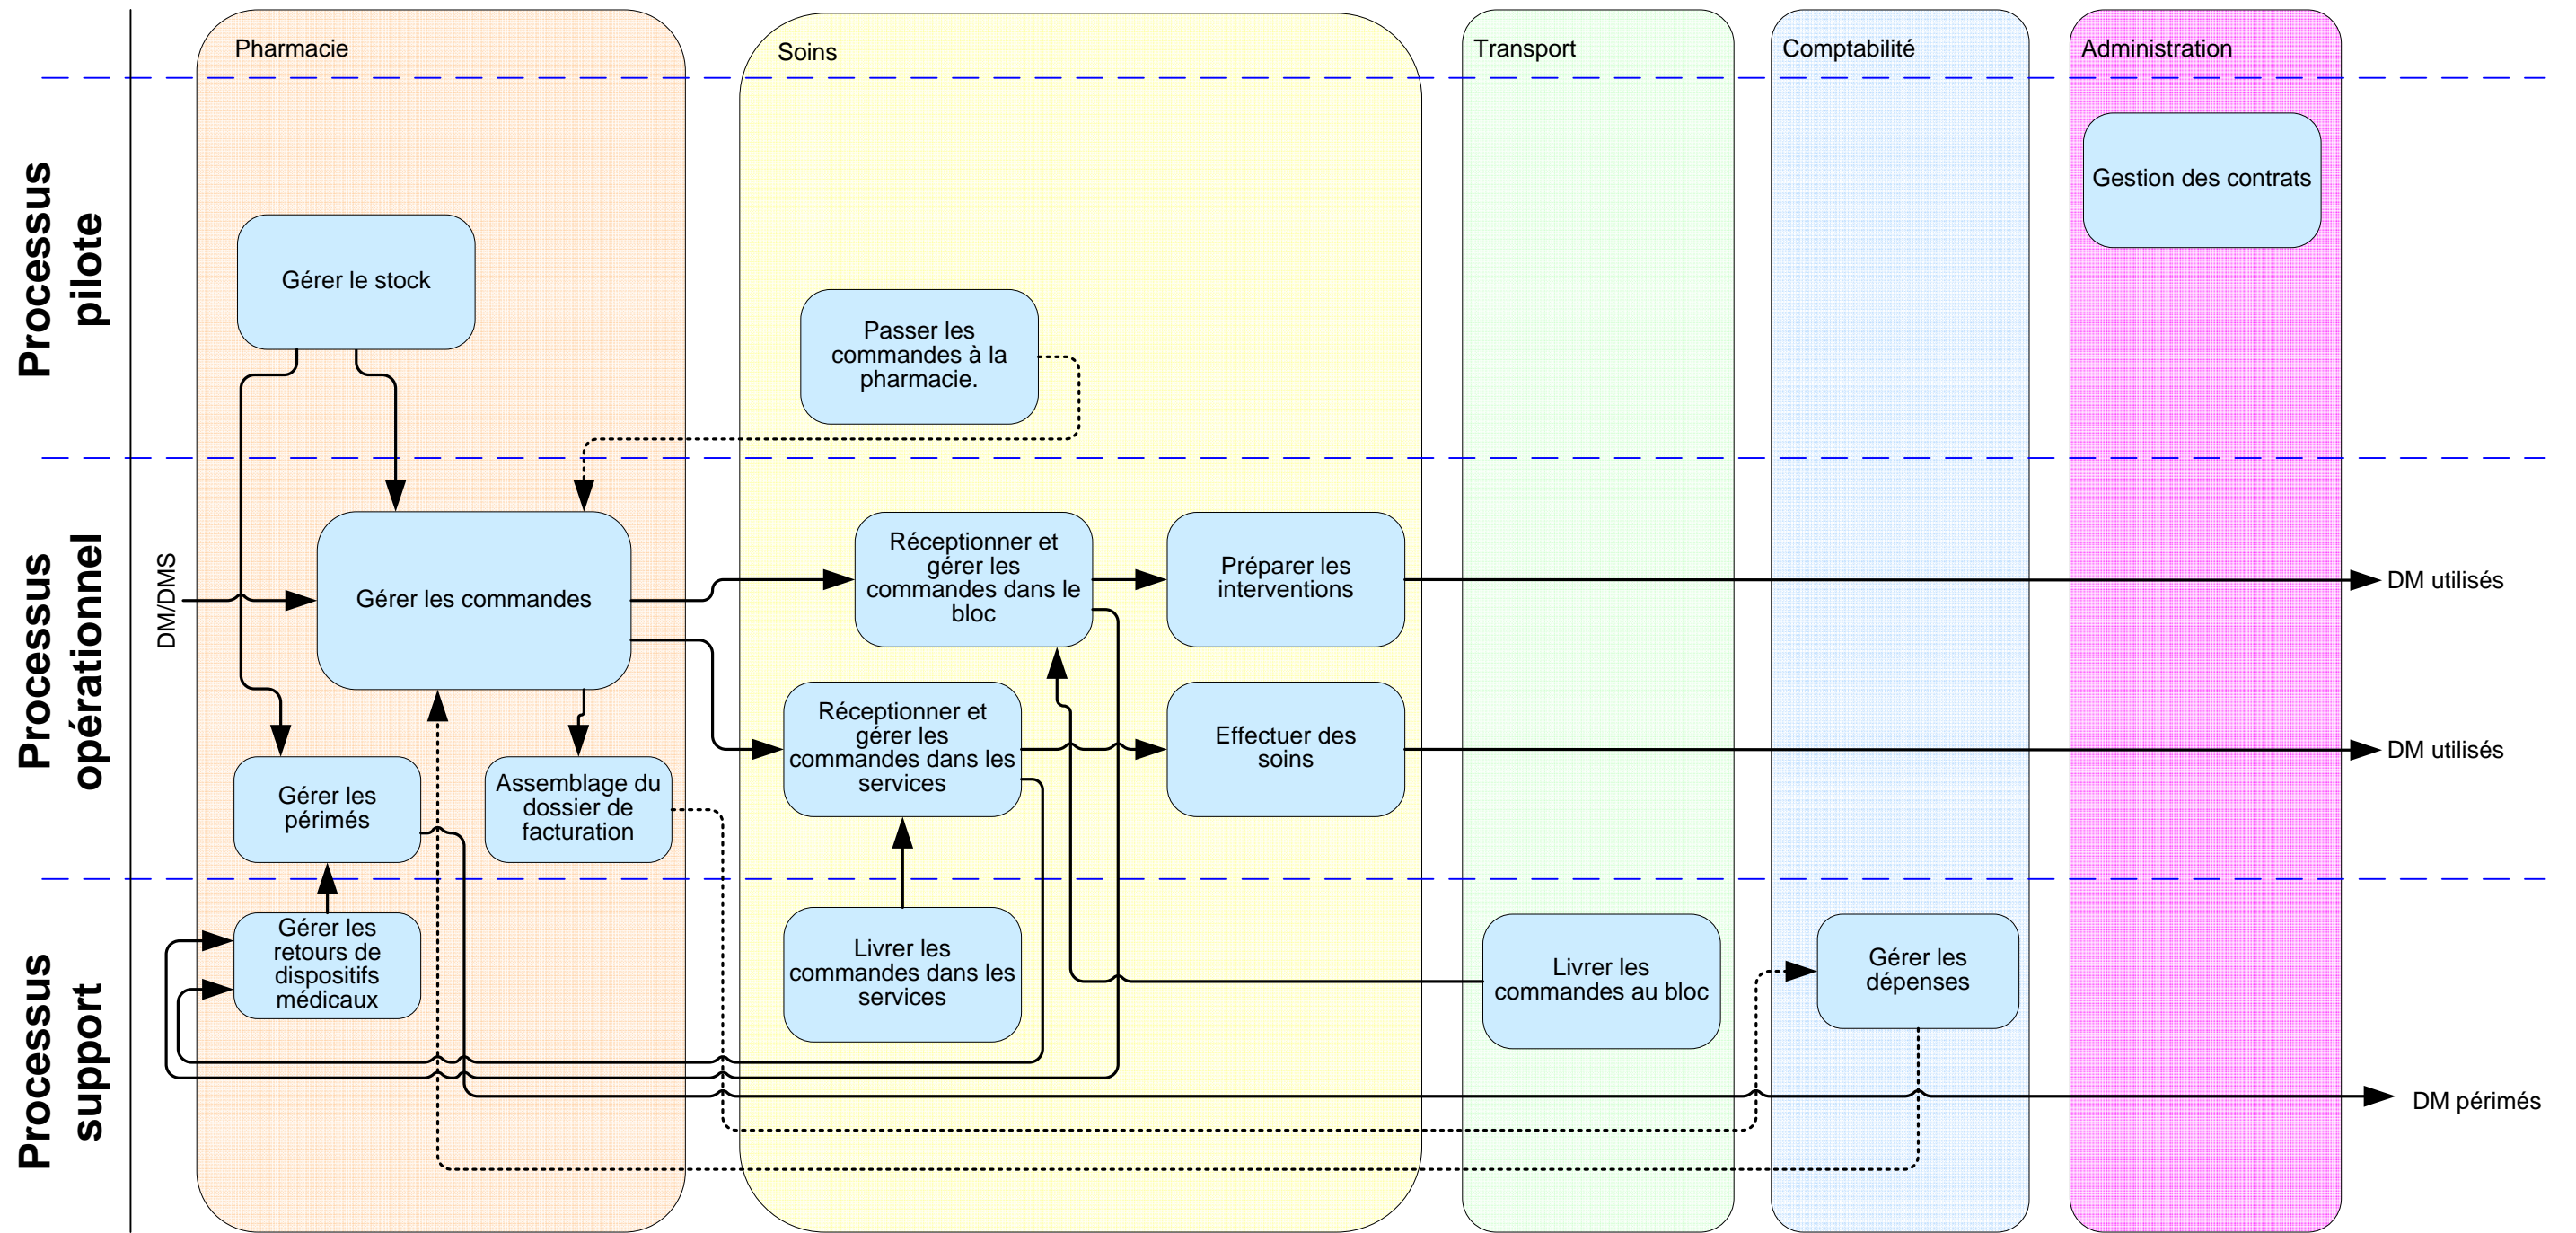 Pharmacie
Soins
Transport
Comptabilité
Administration
Processus
pilote
Gestion des contrats
Gérer le stock
Passer les
commandes à la
pharmacie.
Processus
opérationnel
DM/DMS
Gérer les commandes
Réceptionner et
gérer les
commandes dans le
bloc
Préparer les
interventions
DM utilisés
Réceptionner et
gérer les
commandes dans les
services
Effectuer des
soins
DM utilisés
Gérer les
périmés
Assemblage du
dossier de
facturation
Processus
support
Gérer les
retours de
dispositifs
médicaux
Livrer les
commandes dans les
services
Livrer les
commandes au bloc
Gérer les
dépenses
DM périmés